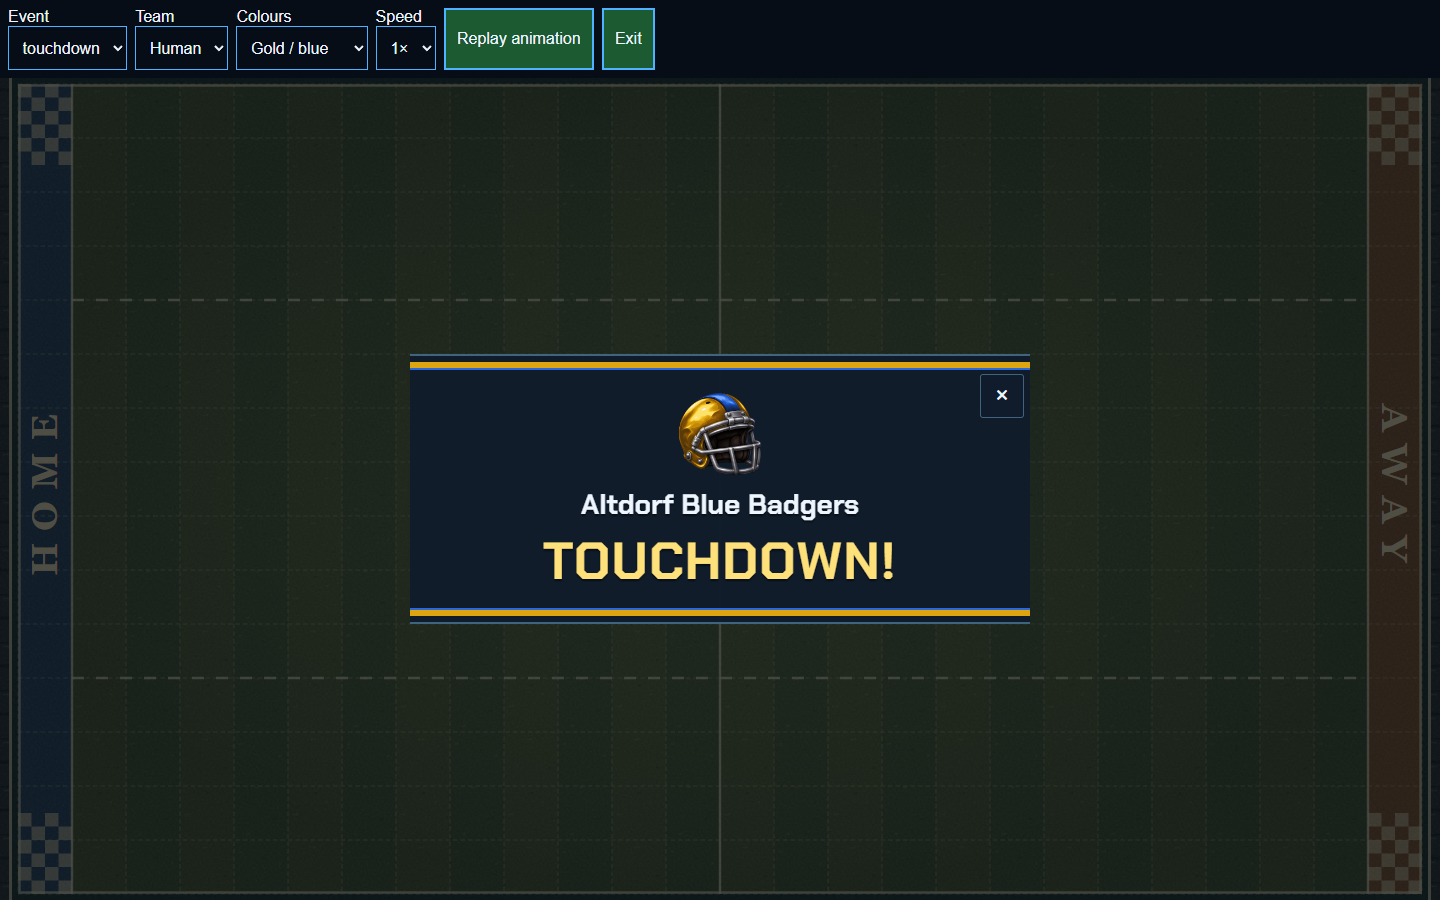 Event
Team
Colours
Speed
touchdown
Human
Gold / blue
1×
Replay animation
Exit
HOME
AWAY
×
Altdorf Blue Badgers
TOUCHDOWN!